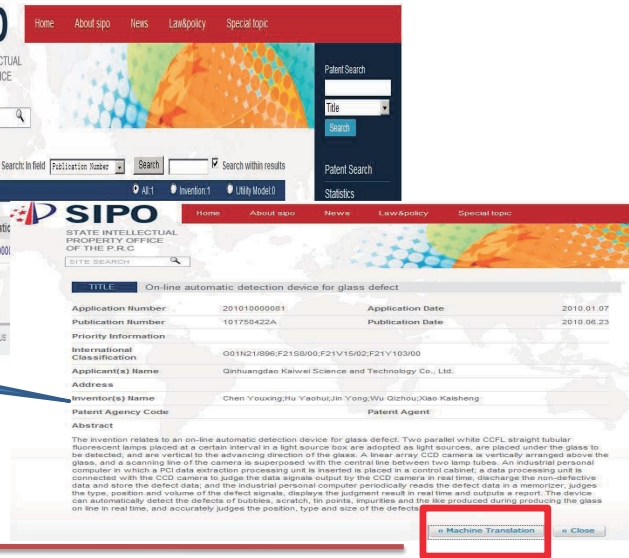 Home About sipo News Law&policy Special topic
CTUAL
ICE
Patent Search
Title
Search
Search: In field Publication Number Search Search within results
Patent Search
All:1 Invention:1 Utility Model:0
Statistics
SIPO
Home About sipo News Law&policy Special topic
STATE INTELLECTUAL
PROPERTY OFFICE
OF THE P.R.C
SITE SEARCH
TITLE On-line automatic detection device for glass defect
Application Number 201010000081 Application Date 2010.01.07
Publication Number 101750422A Publication Date 2010.06.23
Priority Information
International
Classification G01N21/896;F21S8/00;F21V15/02;F21Y103/00
Applicant(s) Name Qinhuangdao Kaiwei Science and Technology Co., Ltd.
Address
Inventor(s) Name Chen Youxing;Hu Yaohui;Jin Yong;Wu Qizhou;Xiao Kaisheng
Patent Agency Code Patent Agent
Abstract
The invention relates to an on-line automatic detection device for glass defect. Two parallel white CCFL straight tubular
fluorescent lamps placed at a certain interval in a light source box are adopted as light sources, are placed under the glass to
be detected, and are vertical to the advancing direction of the glass. A linear array CCD camera is vertically arranged above the
glass, and a scanning line of the camera is superposed with the central line between two lamp tubes. An industrial personal
computer in which a PCI data extraction processing unit is inserted is placed in a control cabinet; a data processing unit is
connected with the CCD camera to judge the data signals output by the CCD camera in real time, discharge the non-defective
data and store the defect data; and the industrial personal computer periodically reads the defect data in a memorizer, judges
the type, position and volume of the defect signals, displays the judgment result in real time and outputs a report. The device
can automatically detect the defects of bubbles, scratch, tin points, impurities and the like produced during producing the glass
on line in real time, and accurately judges the position, type and size of the defects
» Machine Translation » Close